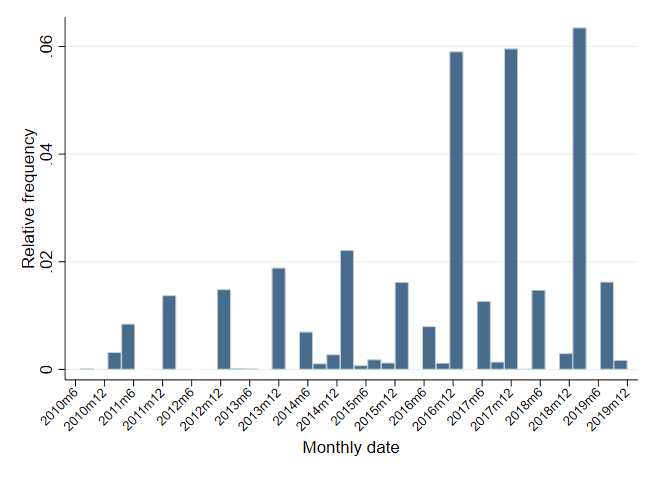 Relative frequency
.06
.04
.02
0
2010m6
2010m12
2011m6
2011m12
2012m6
2012m12
2013m6
2013m12
2014m6
2014m12
2015m6
2015m12
2016m6
2016m12
2017m6
2017m12
2018m6
2018m12
2019m6
2019m12
Monthly date